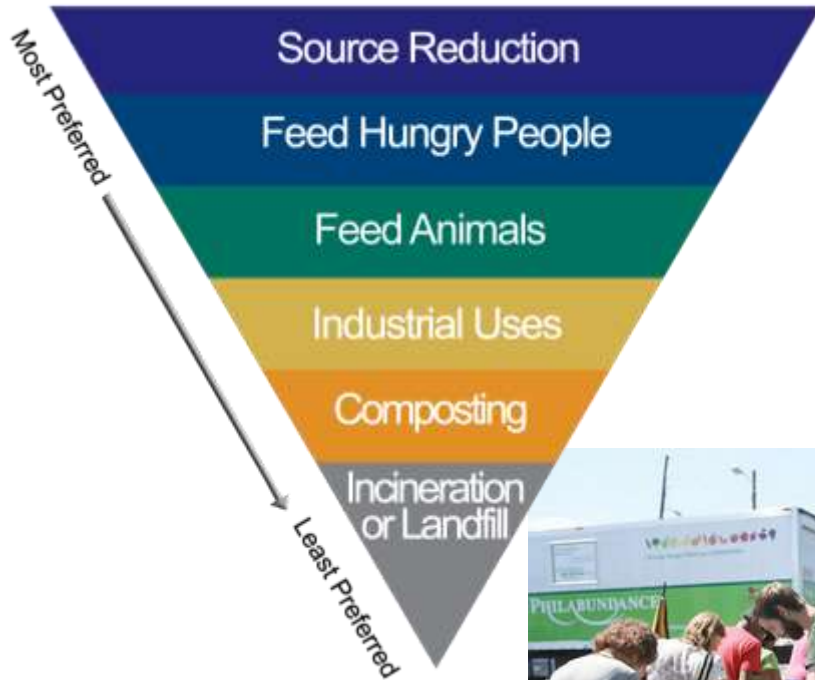 Most Preferred
Source Reduction
Feed Hungry People
Feed Animals
Industrial Uses
Composting
Incineration
or Landfill
Least Preferred
PHILABUNDANCE